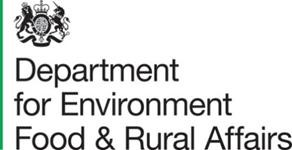 Department
for Environment
Food & Rural Affairs